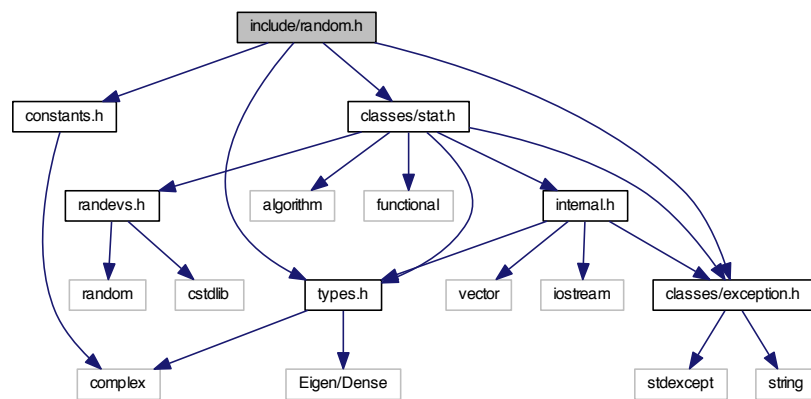 include/random.h
constants.h
classes/stat.h
randevs.h
algorithm
functional
internal.h
random
cstdlib
types.h
vector
iostream
classes/exception.h
complex
Eigen/Dense
stdexcept
string